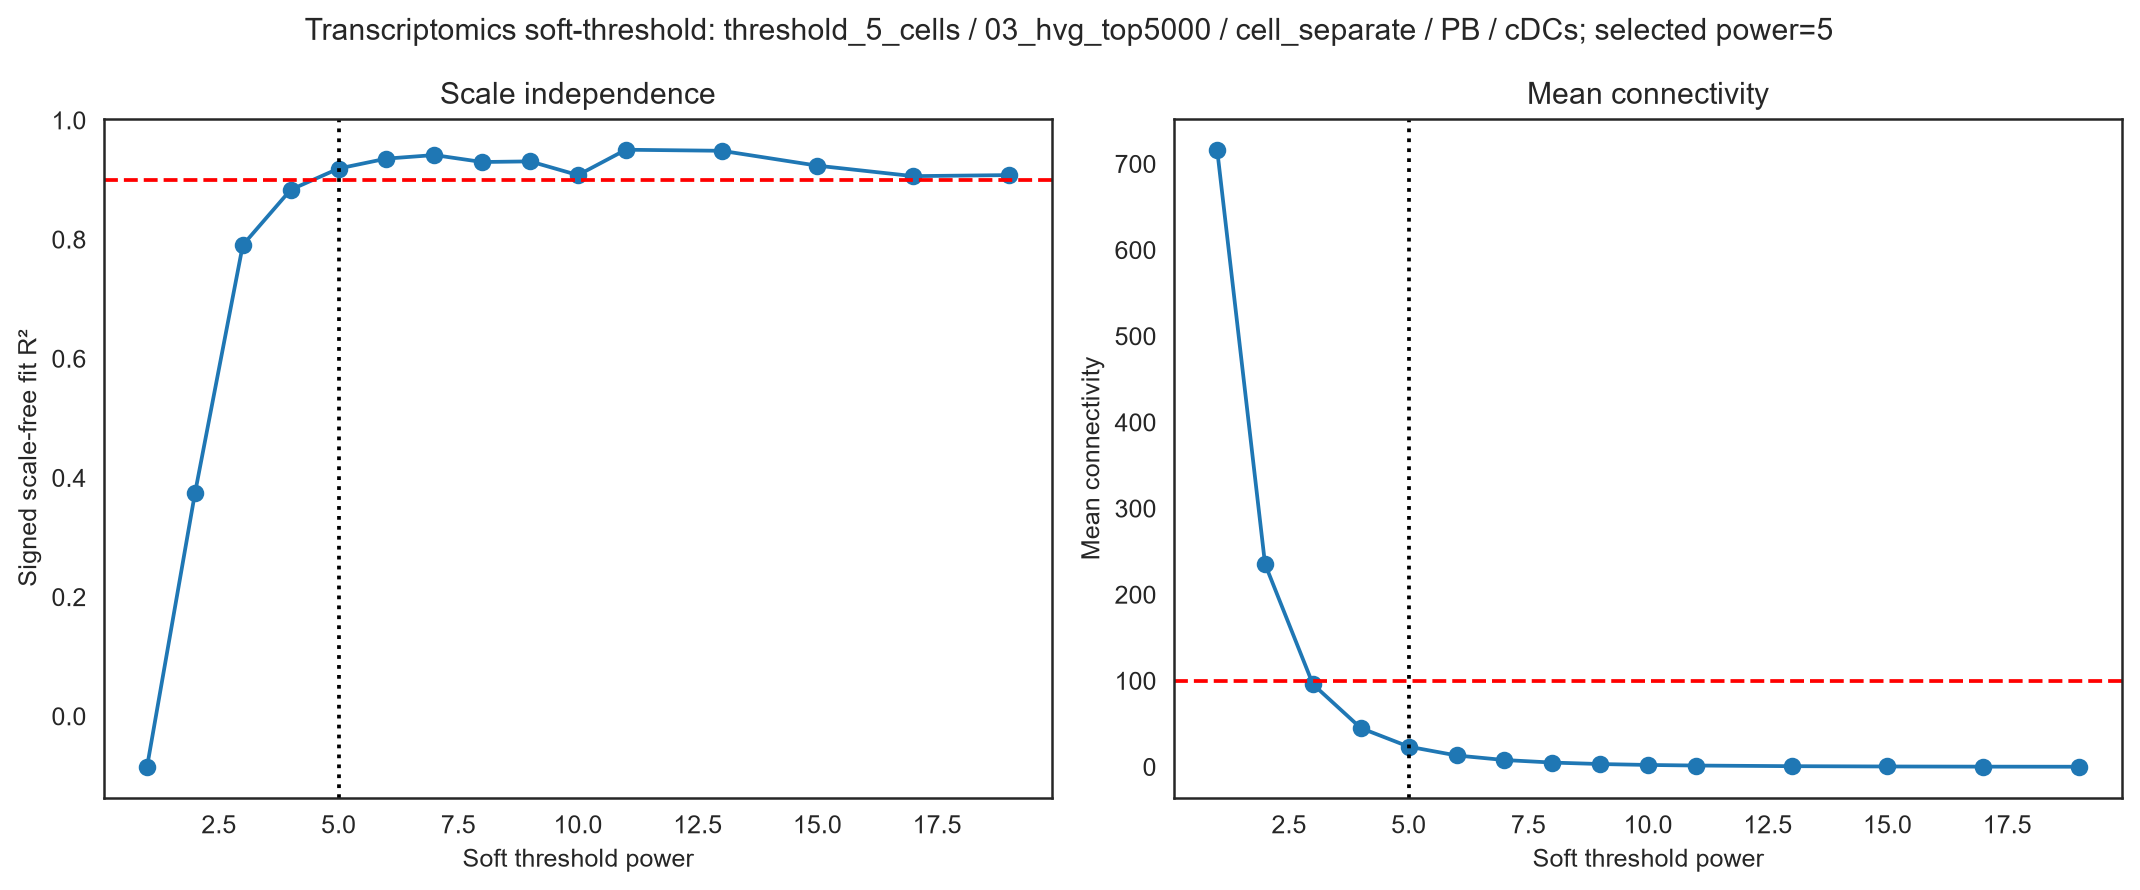 Transcriptomics soft-threshold: threshold_5_cells / 03_hvg_top5000 / cell_separate / PB / cDCs; selected power=5
Scale independence
Signed scale-free fit R²
1.0
0.8
0.6
0.4
0.2
0.0
2.5 5.0 7.5 10.0 12.5 15.0 17.5
Soft threshold power
Mean connectivity
Mean connectivity
700
600
500
400
300
200
100
0
2.5 5.0 7.5 10.0 12.5 15.0 17.5
Soft threshold power